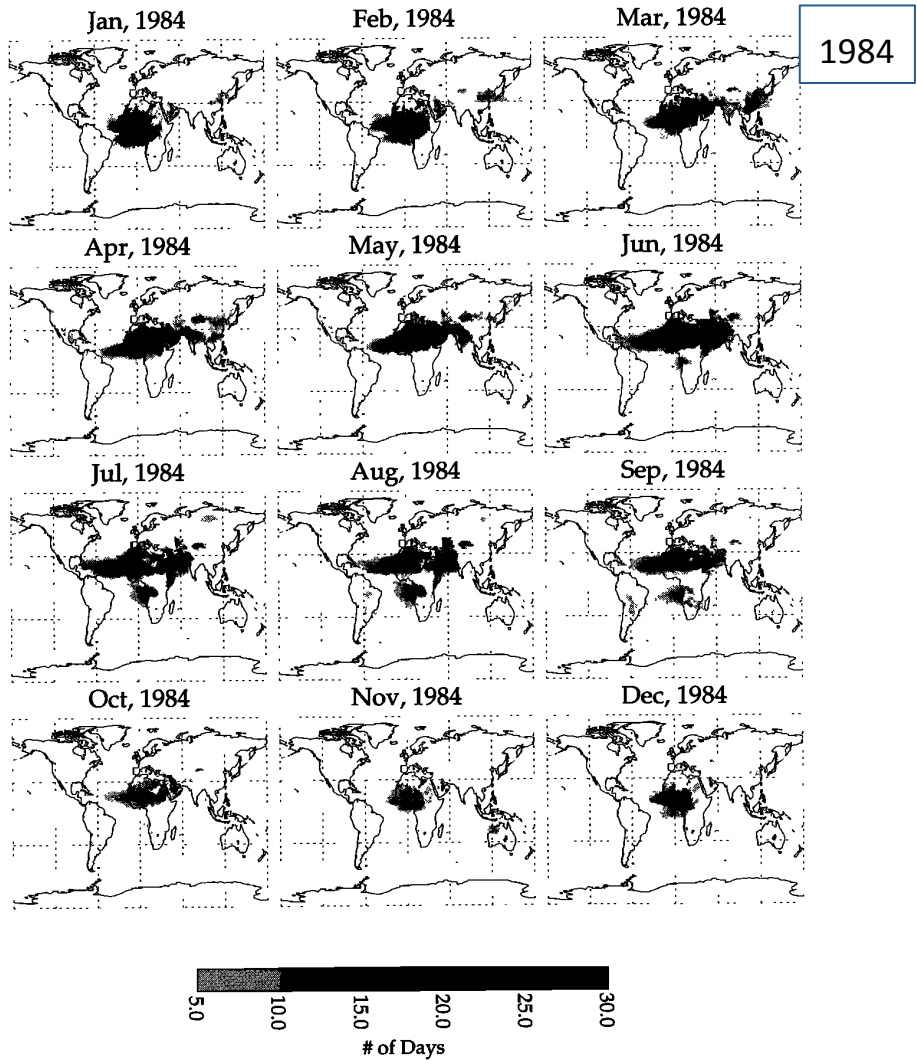 Jan, 1984
Feb, 1984
Mar, 1984
1984
Apr, 1984
May, 1984
Jun, 1984
Jul, 1984
Aug, 1984
Sep, 1984
Oct, 1984
Nov, 1984
Dec, 1984
5.0
10.0
15.0
20.0
25.0
30.0
# of Days